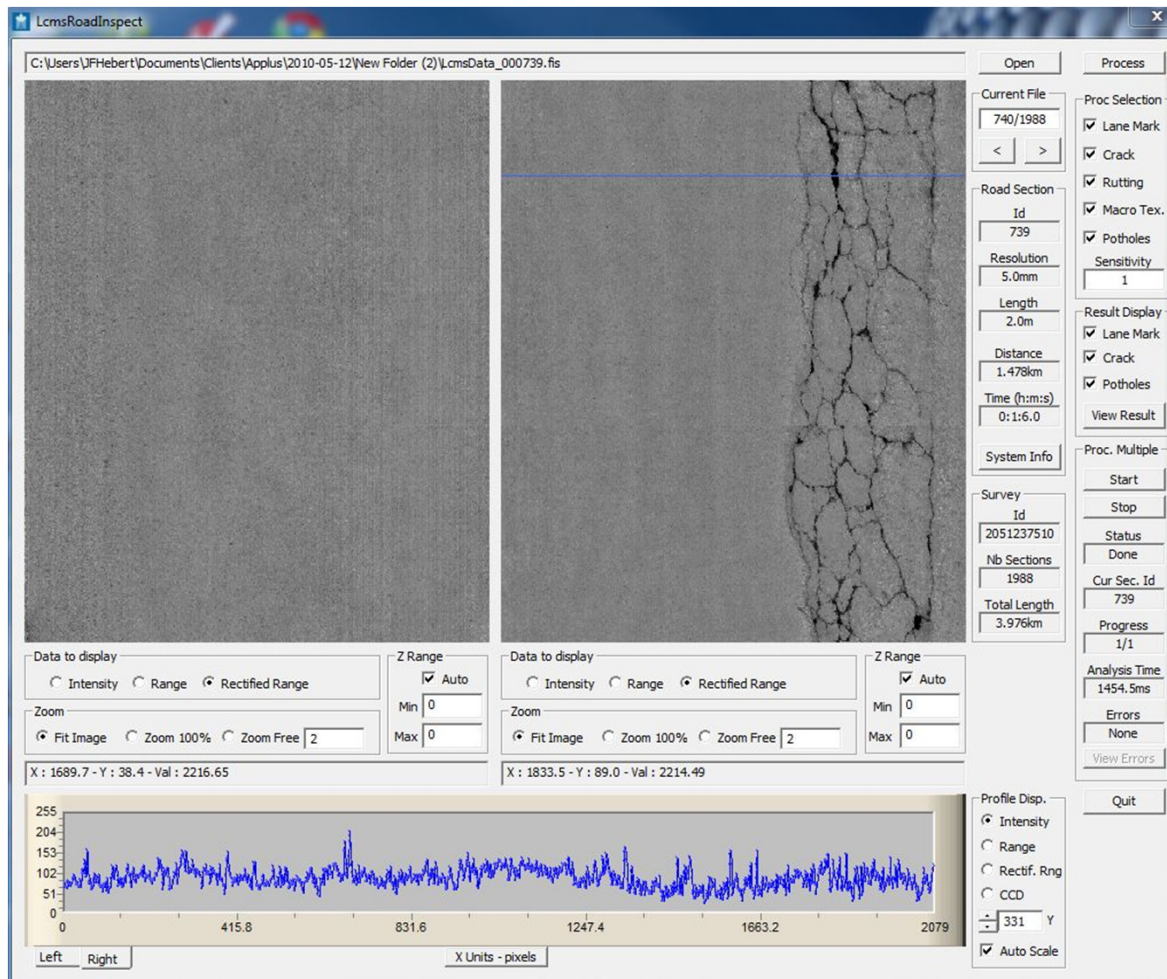 LcmsRoadInspect
C:\Users\JFHebert\Documents\Clients\Applus\2010-05-12\New Folder (2)\LcmsData_000739.fis
Open
Process
Current File
740/1988
<
>
Road Section
Id
739
Resolution
5.0mm
Length
2.0m
Distance
1.478km
Time (h:m:s)
0:1:6.0
System Info
Survey
Id
2051237510
Nb Sections
1988
Total Length
3.976km
Proc Selection
Lane Mark
Crack
Rutting
Macro Tex.
Potholes
Sensitivity
1
Result Display
Lane Mark
Crack
Potholes
View Result
Proc. Multiple
Start
Stop
Status
Done
Cur Sec. Id
739
Progress
1/1
Analysis Time
1454.5ms
Errors
None
View Errors
Quit
Data to display
Intensity Range Rectified Range
Z Range
Auto
Min 0
Max 0
Zoom
Fit Image Zoom 100% Zoom Free 2
X : 1689.7 - Y : 38.4 - Val : 2216.65
Data to display
Intensity Range Rectified Range
Z Range
Auto
Min 0
Max 0
Zoom
Fit Image Zoom 100% Zoom Free 2
X : 1833.5 - Y : 89.0 - Val : 2214.49
255
204
153
102
51
0
0 415.8 831.6 1247.4 1663.2 2079
Left Right
X Units - pixels
Profile Disp.
Intensity
Range
Rectif. Rng
CCD
331 Y
Auto Scale